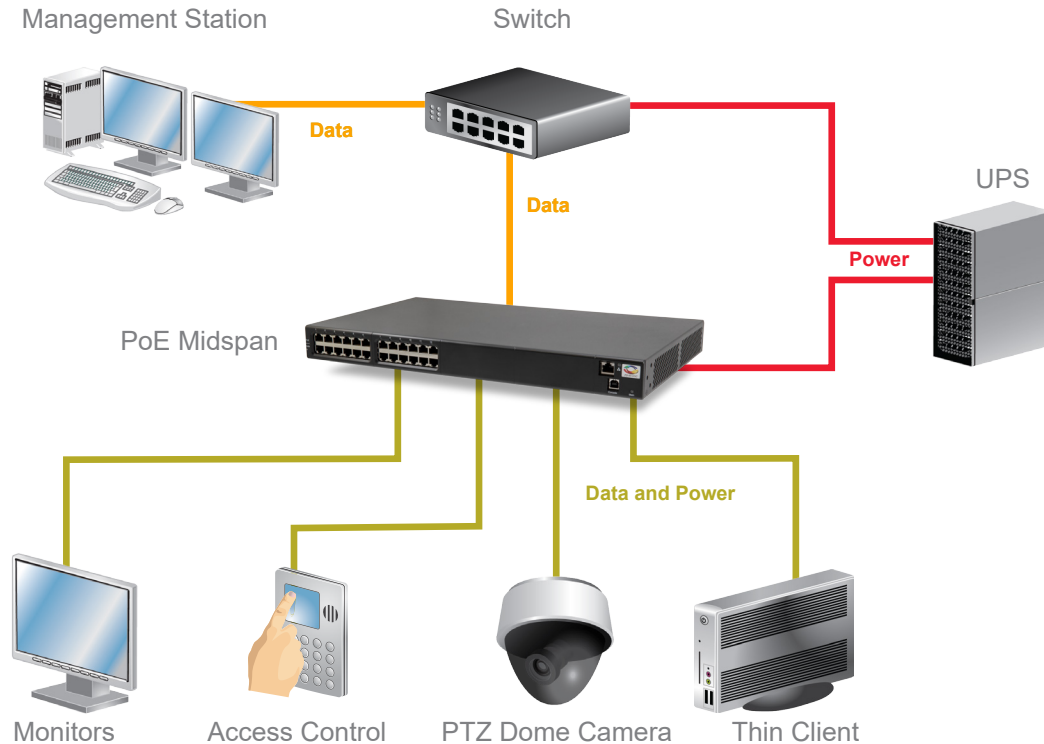 Management Station
Switch
Data
Data
UPS
Power
PoE Midspan
Data and Power
Monitors
Access Control
PTZ Dome Camera
Thin Client